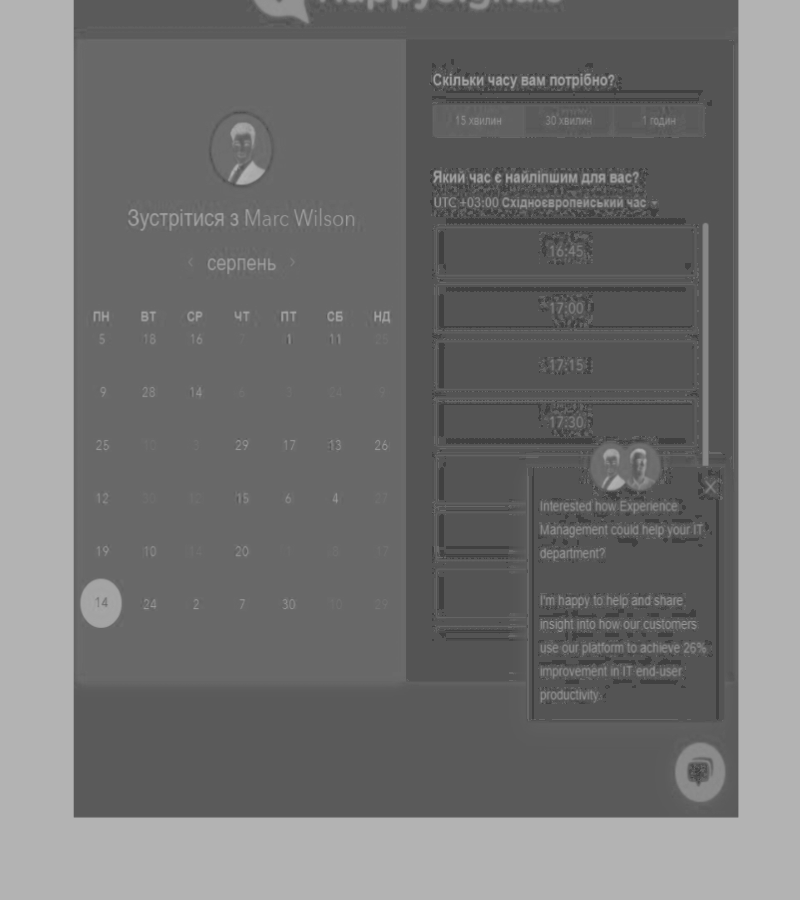 HappySignals
Зустрітися з Marc Wilson
серпень
ПН ВТ СР ЧТ ПТ СБ НД
5 18 16 1 11
9 28 14
25 29 17 13 26
12 15 6 4
19 10 20
14 24 2 7 30
Скільки часу вам потрібно?
15 хвилин 30 хвилин 1 годин
Який час є найліпшим для вас?
UTC +03:00 Східноєвропейський час
16:45
17:00
17:15
17:30
Interested how Experience
Management could help your IT
department?
I'm happy to help and share
insight into how our customers
use our platform to achieve 26%
improvement in IT end-user
productivity.